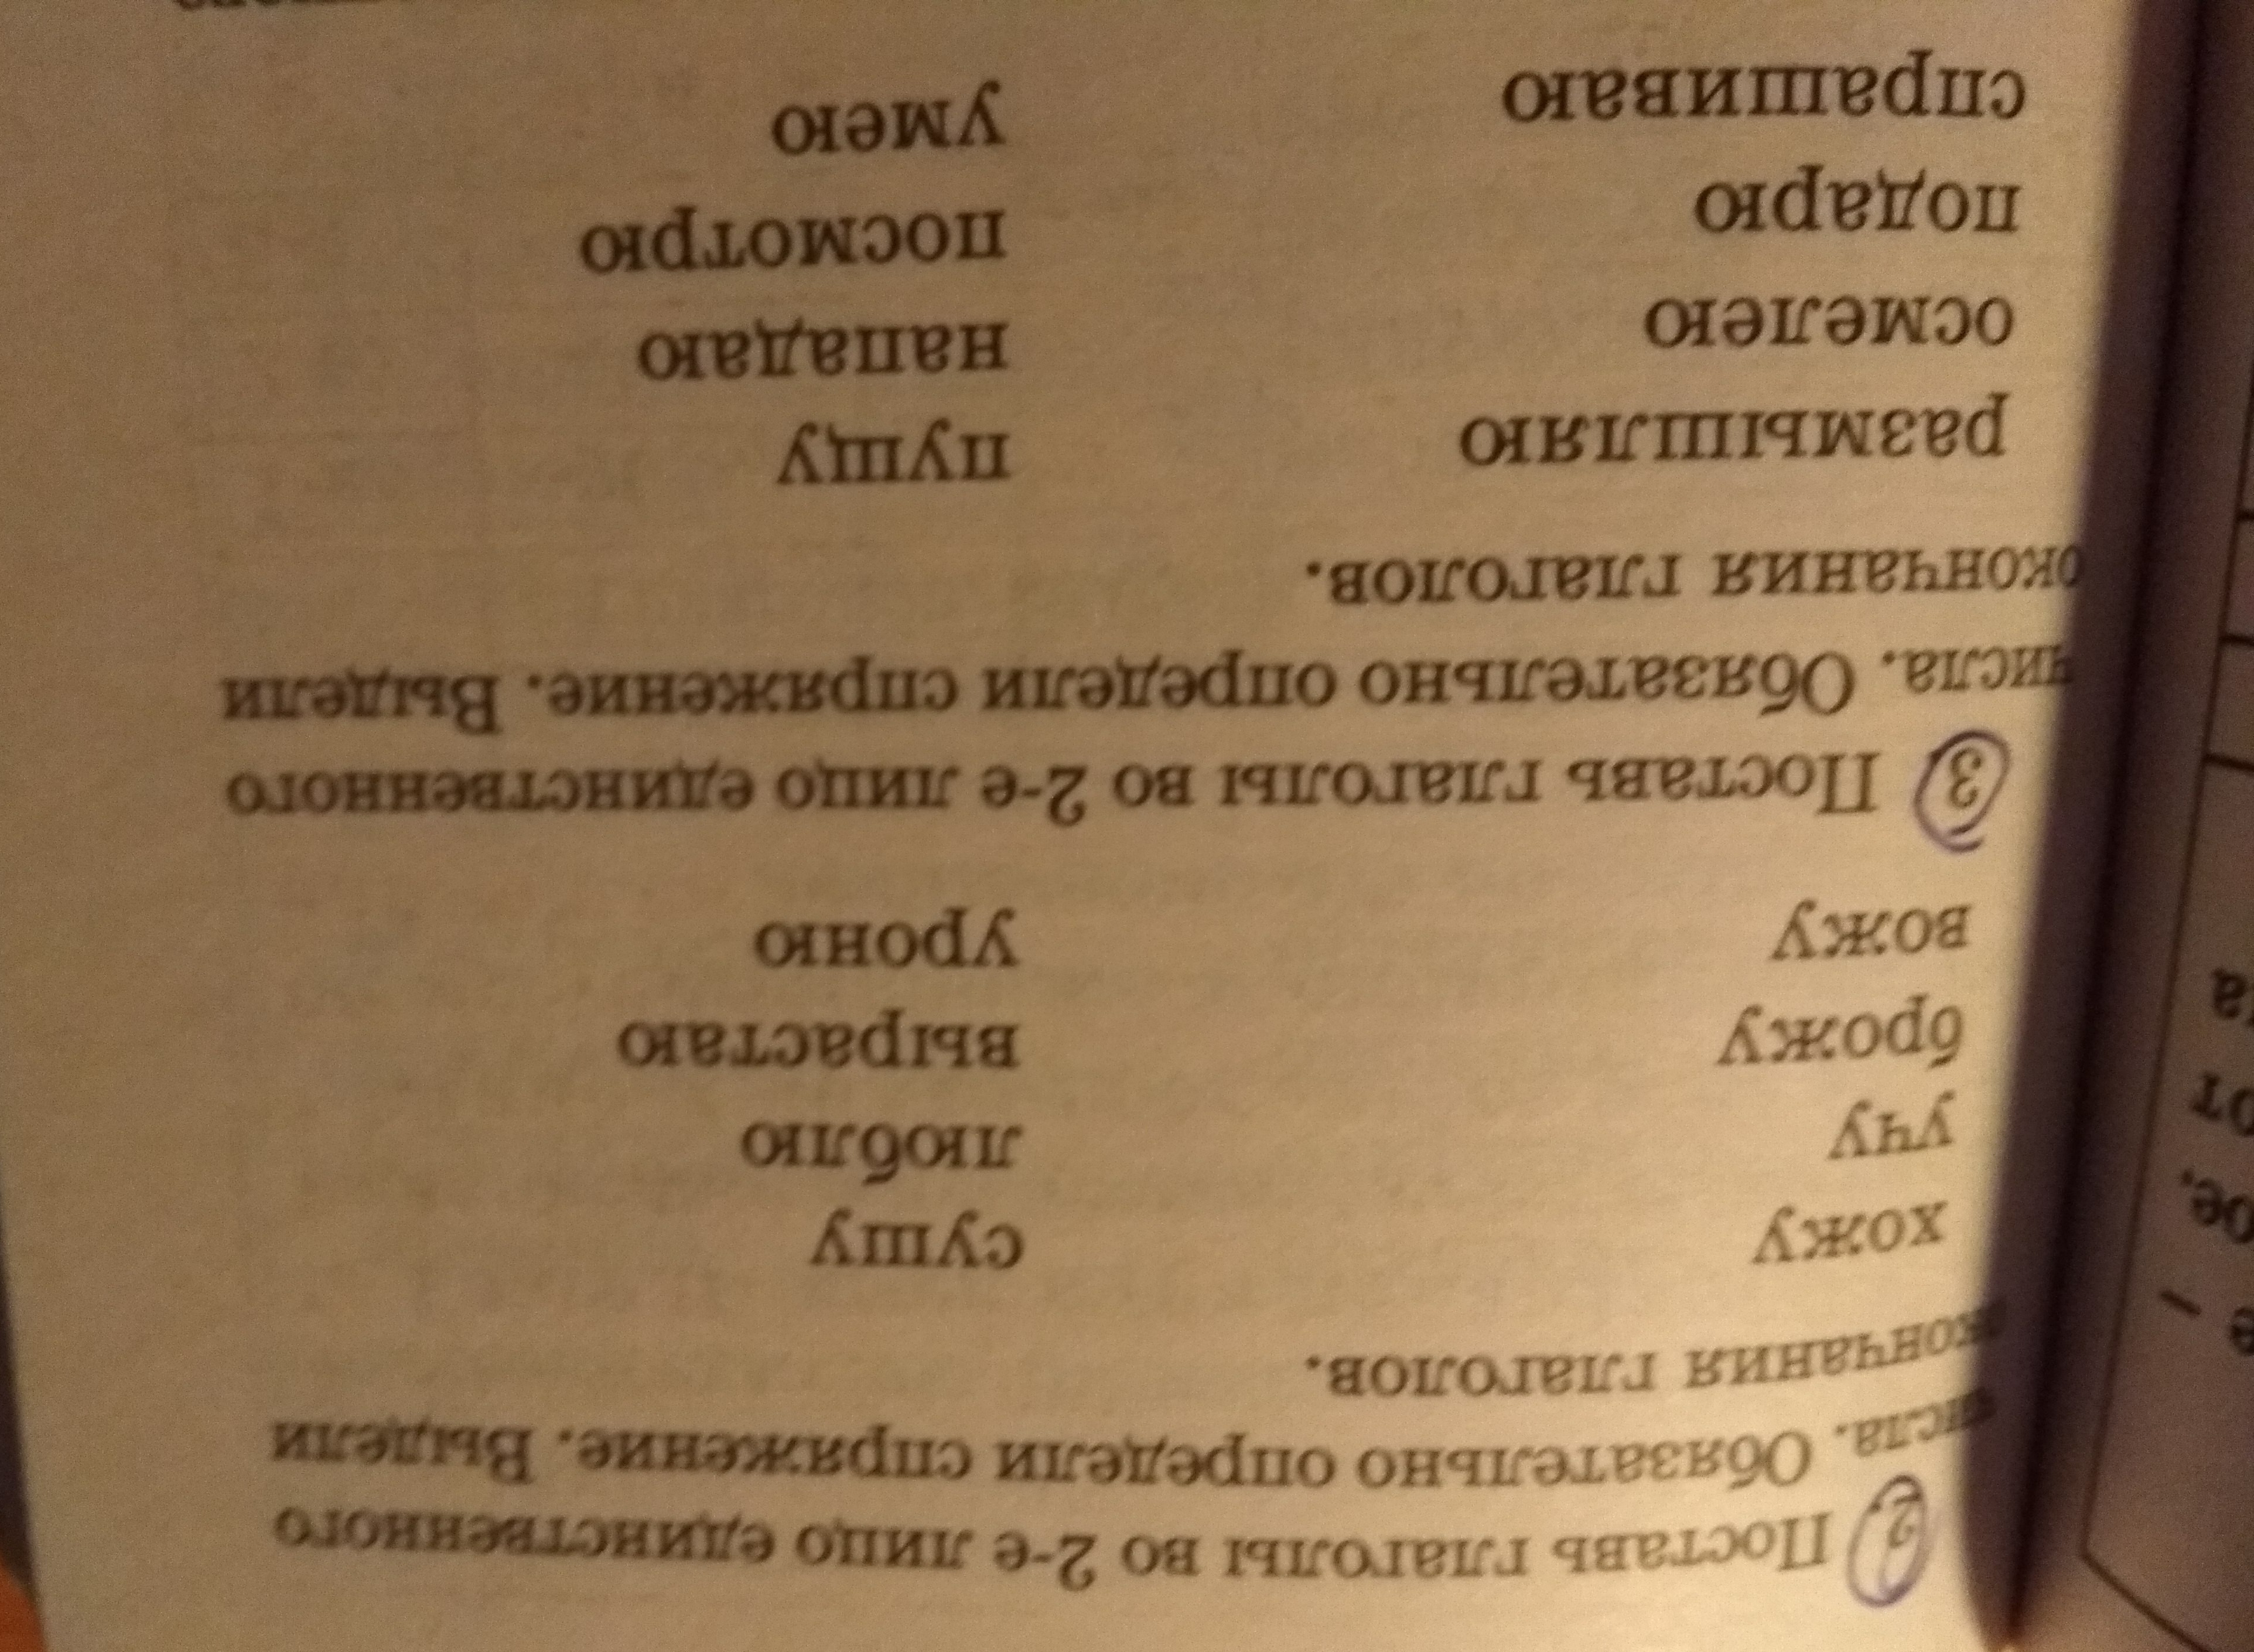 2. Поставь глаголы во 2-е лицо единственного
числа. Обязательно определи спряжение. Выдели
окончания глаголов.
хожу сушу
учу люблю
брожу вырастаю
вожу уроню
3 Поставь глаголы во 2-е лицо единственного
числа. Обязательно определи спряжение. Выдели
окончания глаголов.
размышляю пущу
осмелею нападаю
подарю посмотрю
спрашиваю умею